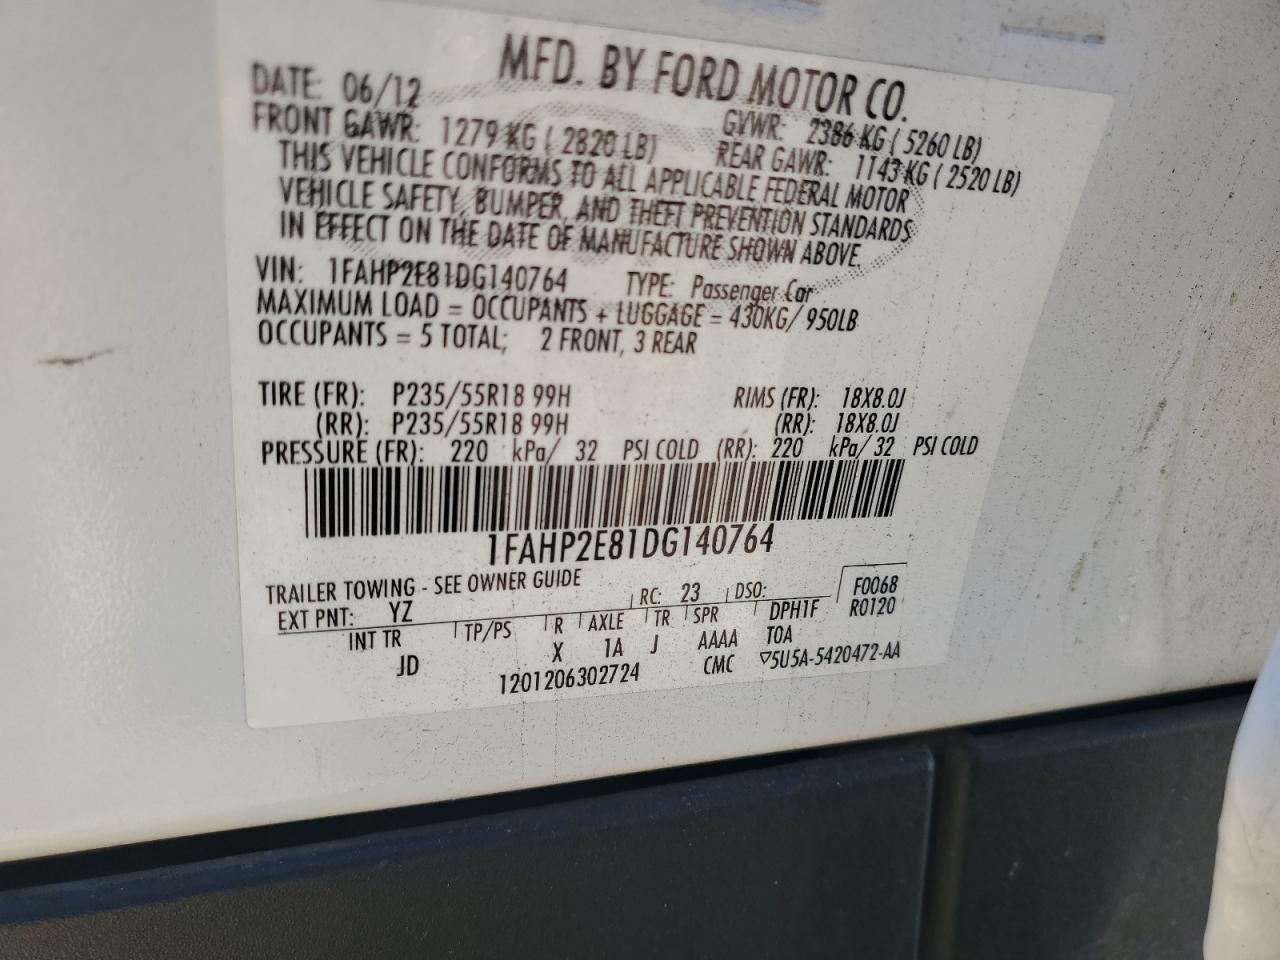 MFD. BY FORD MOTOR CO.
DATE: 06/12 GVWR: 2386 KG ( 5260 LB)
FRONT GAWR: 1279 KG ( 2820 LB) REAR GAWR: 1143 KG ( 2520 LB)
THIS VEHICLE CONFORMS TO ALL APPLICABLE FEDERAL MOTOR
VEHICLE SAFETY, BUMPER, AND THEFT PREVENTION STANDARDS
IN EFFECT ON THE DATE OF MANUFACTURE SHOWN ABOVE.
VIN: 1FAHP2E81DG140764 TYPE: Passenger Car
MAXIMUM LOAD = OCCUPANTS + LUGGAGE = 430KG/ 950LB
OCCUPANTS = 5 TOTAL; 2 FRONT, 3 REAR
TIRE (FR): P235/55R18 99H RIMS (FR): 18X8.0J
(RR): P235/55R18 99H (RR): 18X8.0J
PRESSURE (FR): 220 kPa/ 32 PSI COLD (RR): 220 kPa/ 32 PSI COLD
1FAHP2E81DG140764
TRAILER TOWING - SEE OWNER GUIDE
EXT PNT: YZ RC: 23 DSO: F0068
INT TR TP/PS R AXLE TR SPR DPH1F R0120
JD X 1A J AAAA T0A
1201206302724 CMC ▽5U5A-5420472-AA